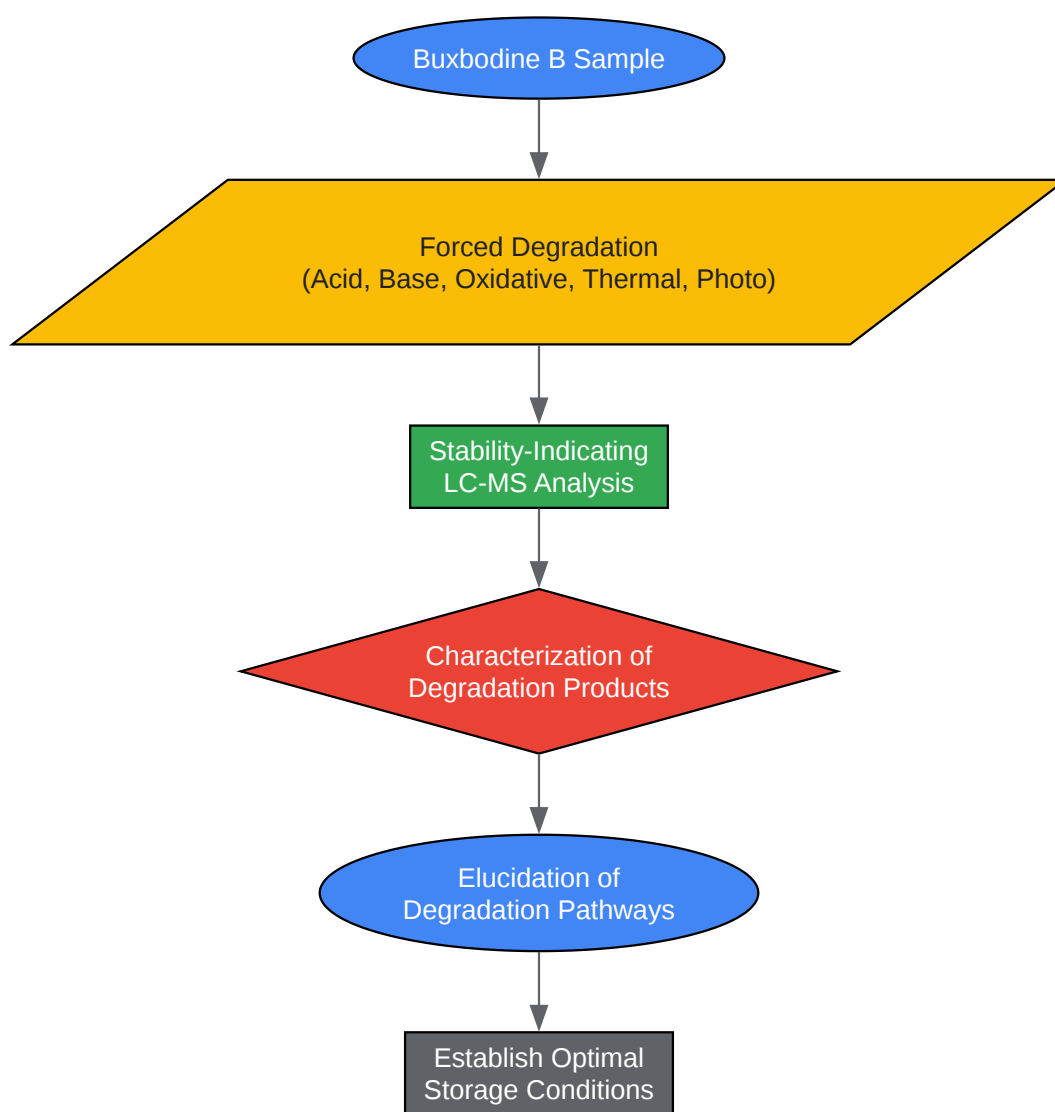 Buxbodine B Sample
Forced Degradation
(Acid, Base, Oxidative, Thermal, Photo)
Stability-Indicating
LC-MS Analysis
Characterization of
Degradation Products
Elucidation of
Degradation Pathways
Establish Optimal
Storage Conditions